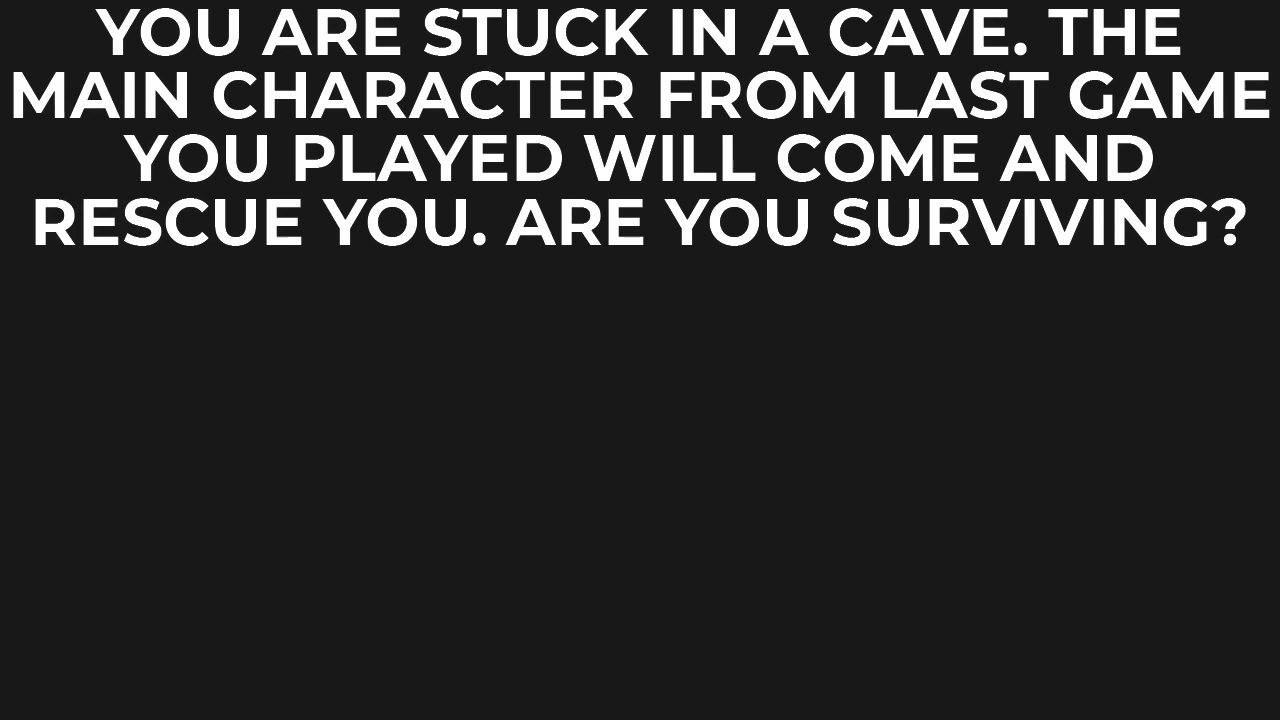 YOU ARE STUCK IN A CAVE. THE
MAIN CHARACTER FROM LAST GAME
YOU PLAYED WILL COME AND
RESCUE YOU. ARE YOU SURVIVING?